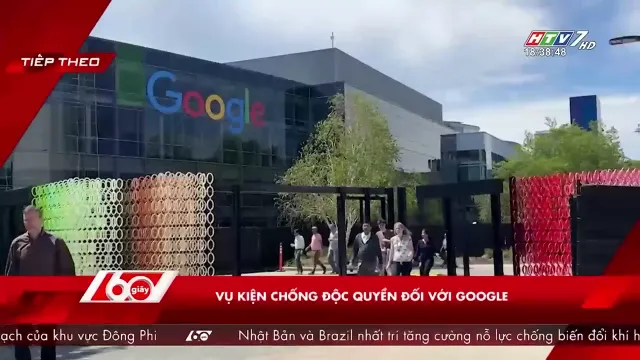 TIẾP THEO
HTV7 HD
18:38:48
Google
60 giây
VỤ KIỆN CHỐNG ĐỘC QUYỀN ĐỐI VỚI GOOGLE
ạch của khu vực Đông Phi 60 Nhật Bản và Brazil nhất trí tăng cường nỗ lực chống biến đổi khí h